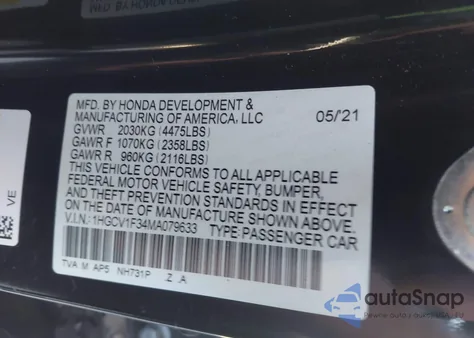 MFD. BY HONDA DEVELOPMENT &
MANUFACTURING OF AMERICA, LLC 05/'21
GVWR 2030KG (4475LBS)
GAWR F 1070KG (2358LBS)
GAWR R 960KG (2116LBS)
THIS VEHICLE CONFORMS TO ALL APPLICABLE
FEDERAL MOTOR VEHICLE SAFETY, BUMPER,
AND THEFT PREVENTION STANDARDS IN EFFECT
ON THE DATE OF MANUFACTURE SHOWN ABOVE.
V.I.N.: 1HGCV1F34MA079633 TYPE: PASSENGER CAR
TVA M AP5 NH731P Z A
VE
autoSnap